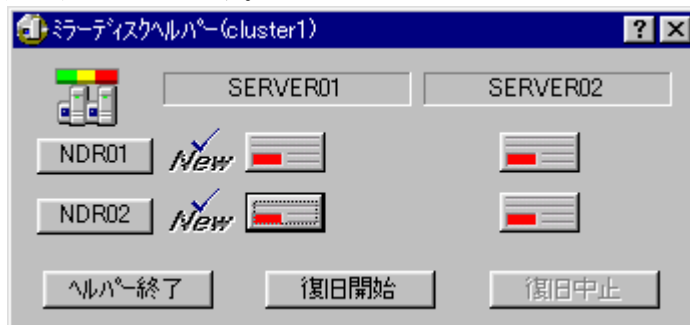 ミラーディスクヘルパー(cluster1)
SERVER01 SERVER02
NDR01 New
NDR02 New
ヘルパー終了 復旧開始 復旧中止